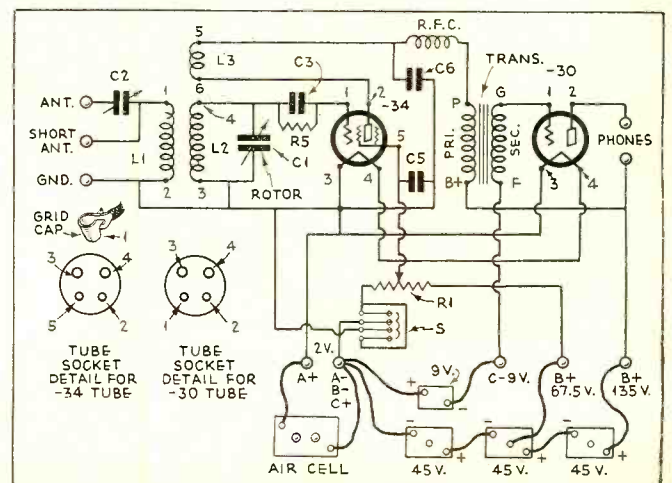 R.F.C.
5
L3
C3
C6
TRANS.
-30
C2
ANT.
1
6
4
1
2
-34
P
G
1
2
SHORT
ANT.
L1
L2
R5
C1
5
PRI.
SEC.
PHONES
GND.
2
3
ROTOR
3
4
C5
B+
F
3
4
GRID
CAP
1
3
4
3
4
R1
5
2
1
2
S
TUBE
SOCKET
DETAIL FOR
-34 TUBE
TUBE
SOCKET
DETAIL FOR
-30 TUBE
2V.
A+
A-
B-
C+
9V.
+
-
C-9V.
B+
67.5 V.
B+
135 V.
-
+
-
+
-
+
AIR CELL
45 V.
45 V.
45 V.